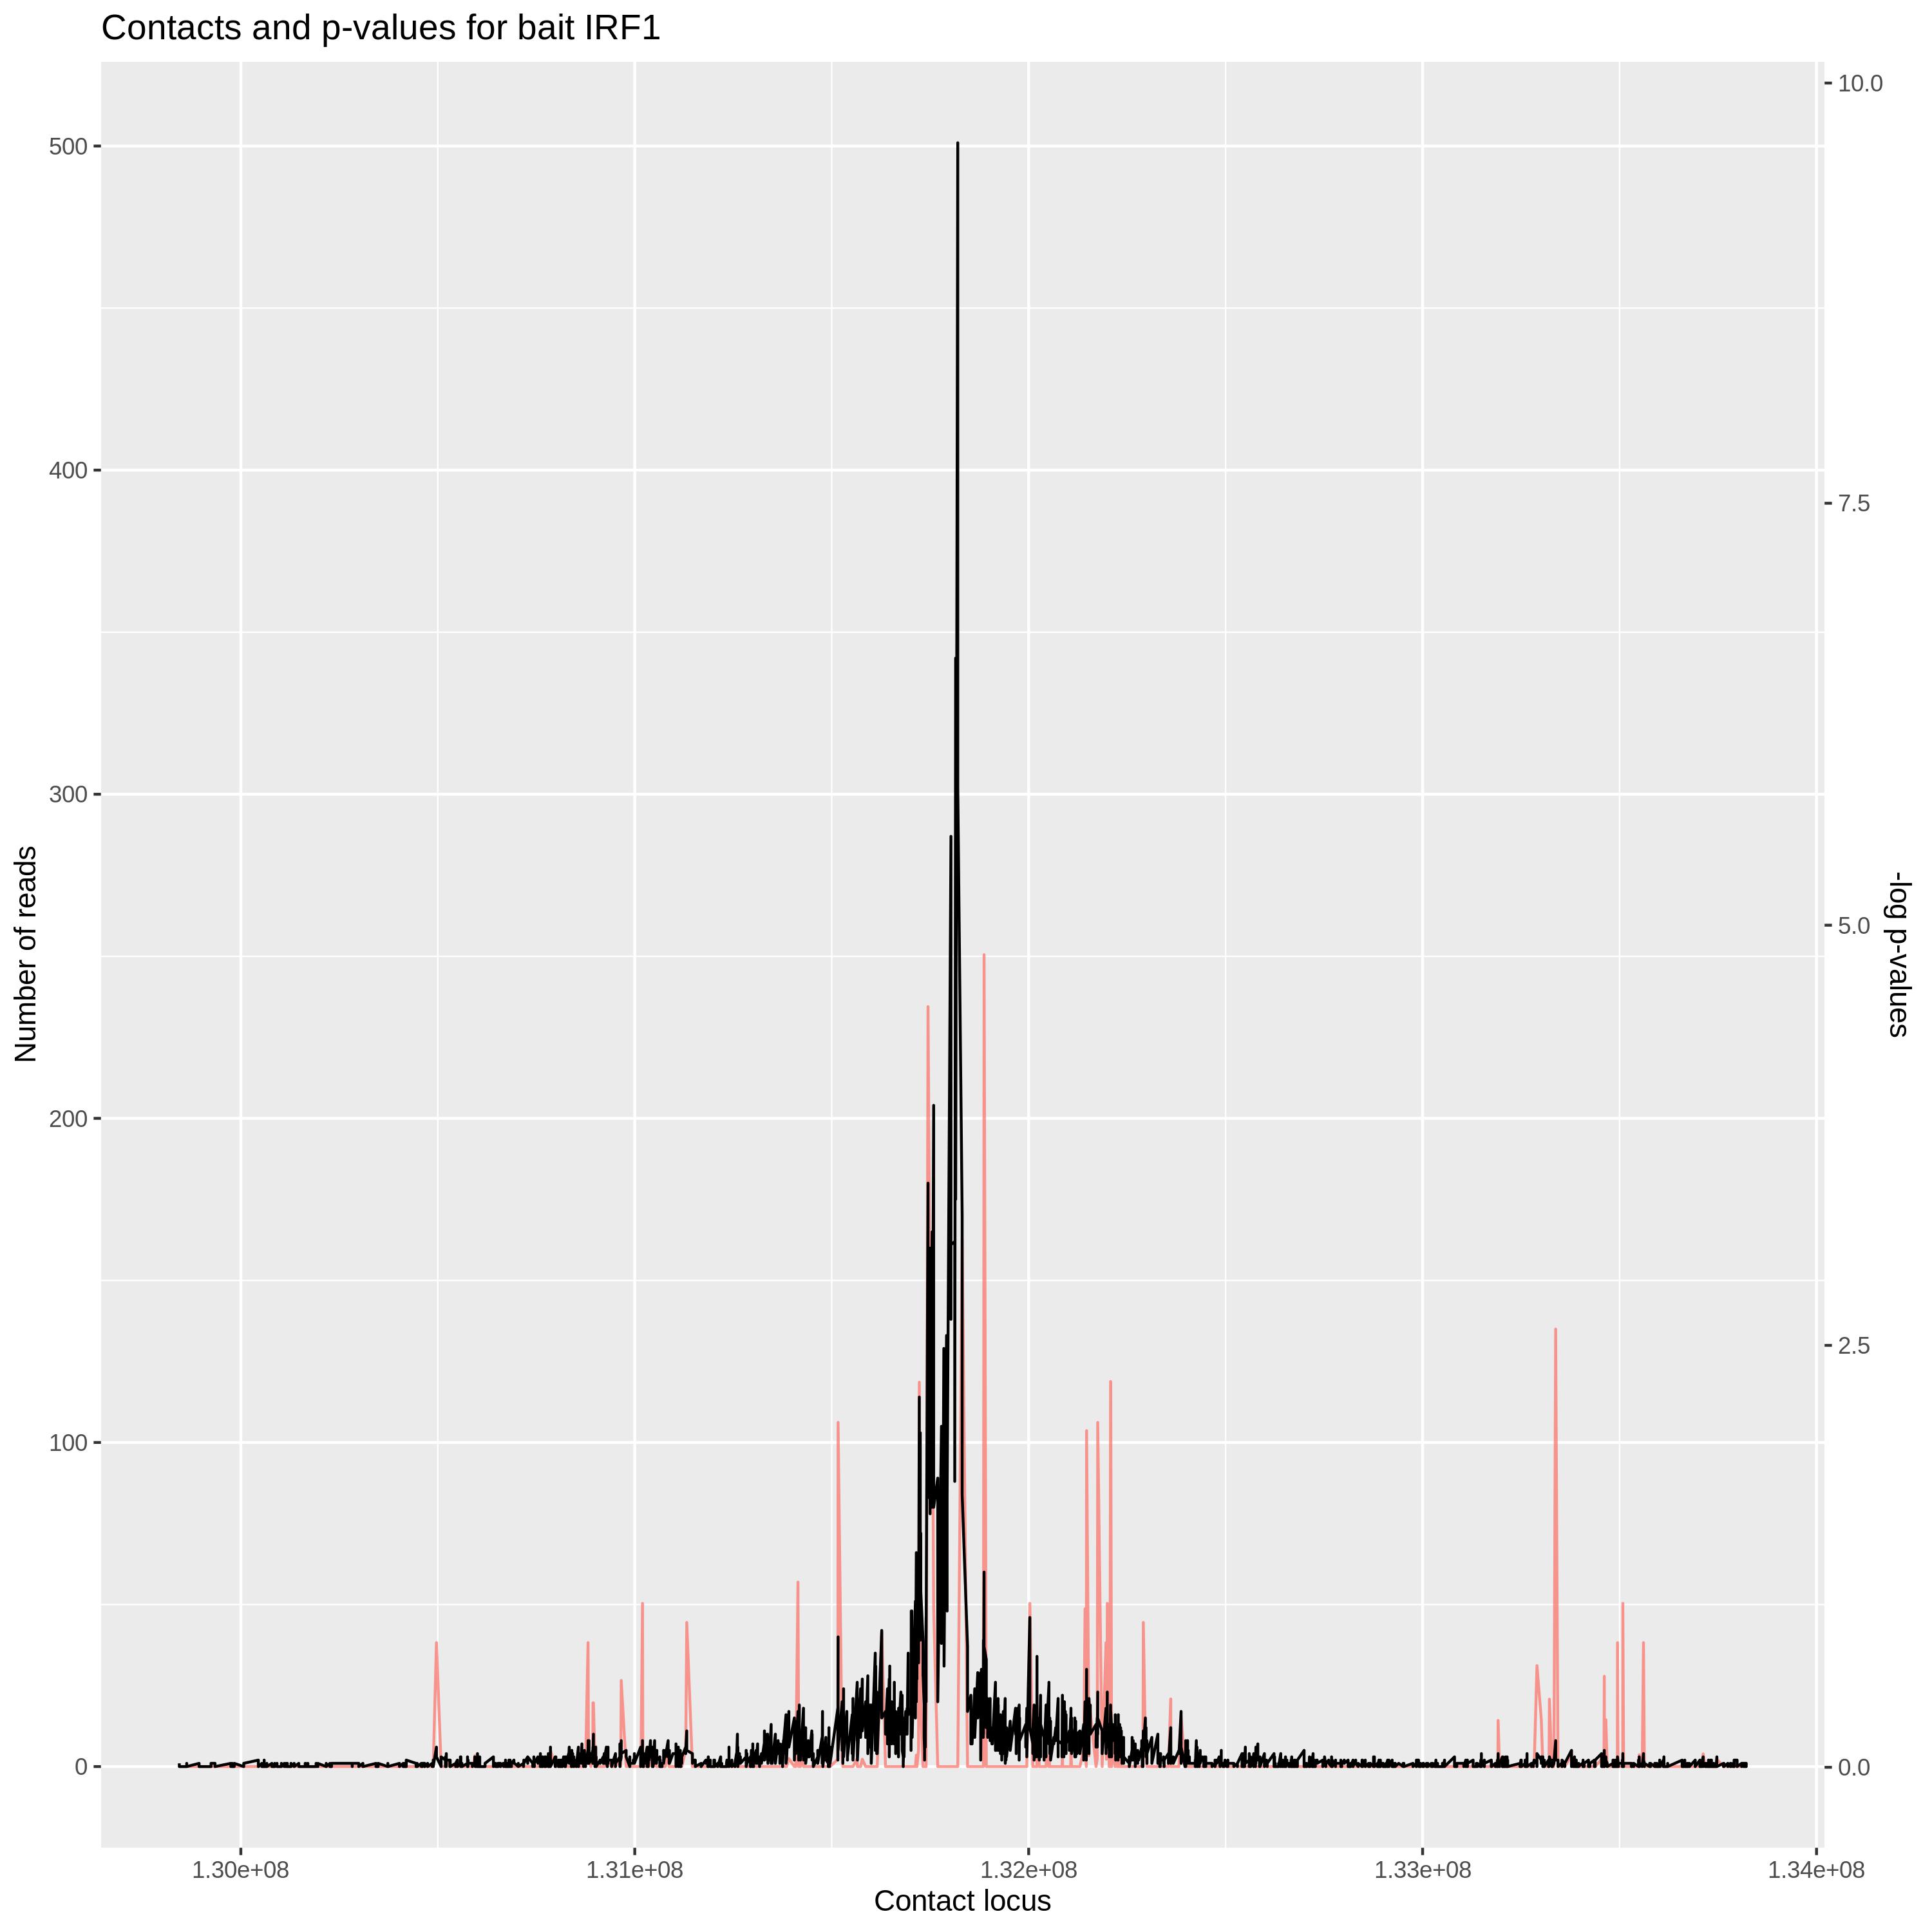 Contacts and p-values for bait IRF1
Number of reads
500
400
300
200
100
0
10.0
7.5
5.0
2.5
0.0
-log p-values
1.30e+08 1.31e+08 1.32e+08 1.33e+08 1.34e+08
Contact locus